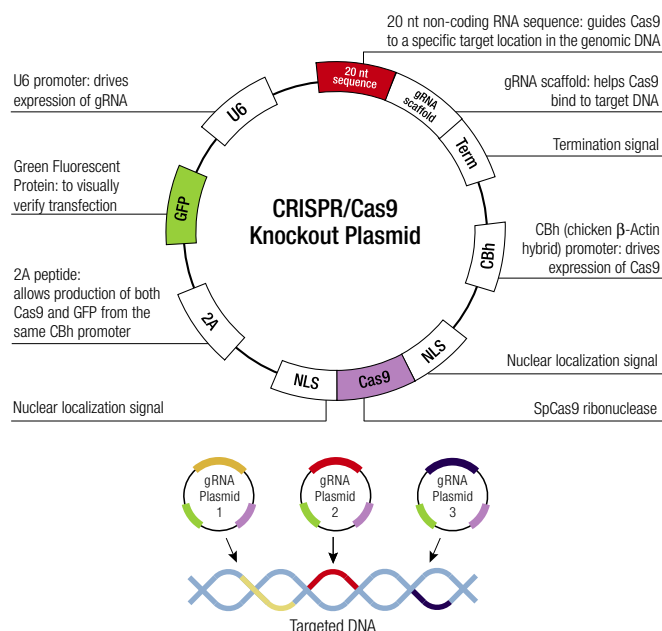 20 nt non-coding RNA sequence: guides Cas9
to a specific target location in the genomic DNA
U6 promoter: drives
expression of gRNA
20 nt
sequence
gRNA
scaffold
gRNA scaffold: helps Cas9
bind to target DNA
U6
Term
Termination signal
Green Fluorescent
Protein: to visually
verify transfection
GFP
CRISPR/Cas9
Knockout Plasmid
CBh
CBh (chicken β-Actin
hybrid) promoter: drives
expression of Cas9
2A peptide:
allows production of both
Cas9 and GFP from the
same CBh promoter
2A
NLS
Cas9
NLS
Nuclear localization signal
Nuclear localization signal
SpCas9 ribonuclease
gRNA
Plasmid
1
gRNA
Plasmid
2
gRNA
Plasmid
3
Targeted DNA